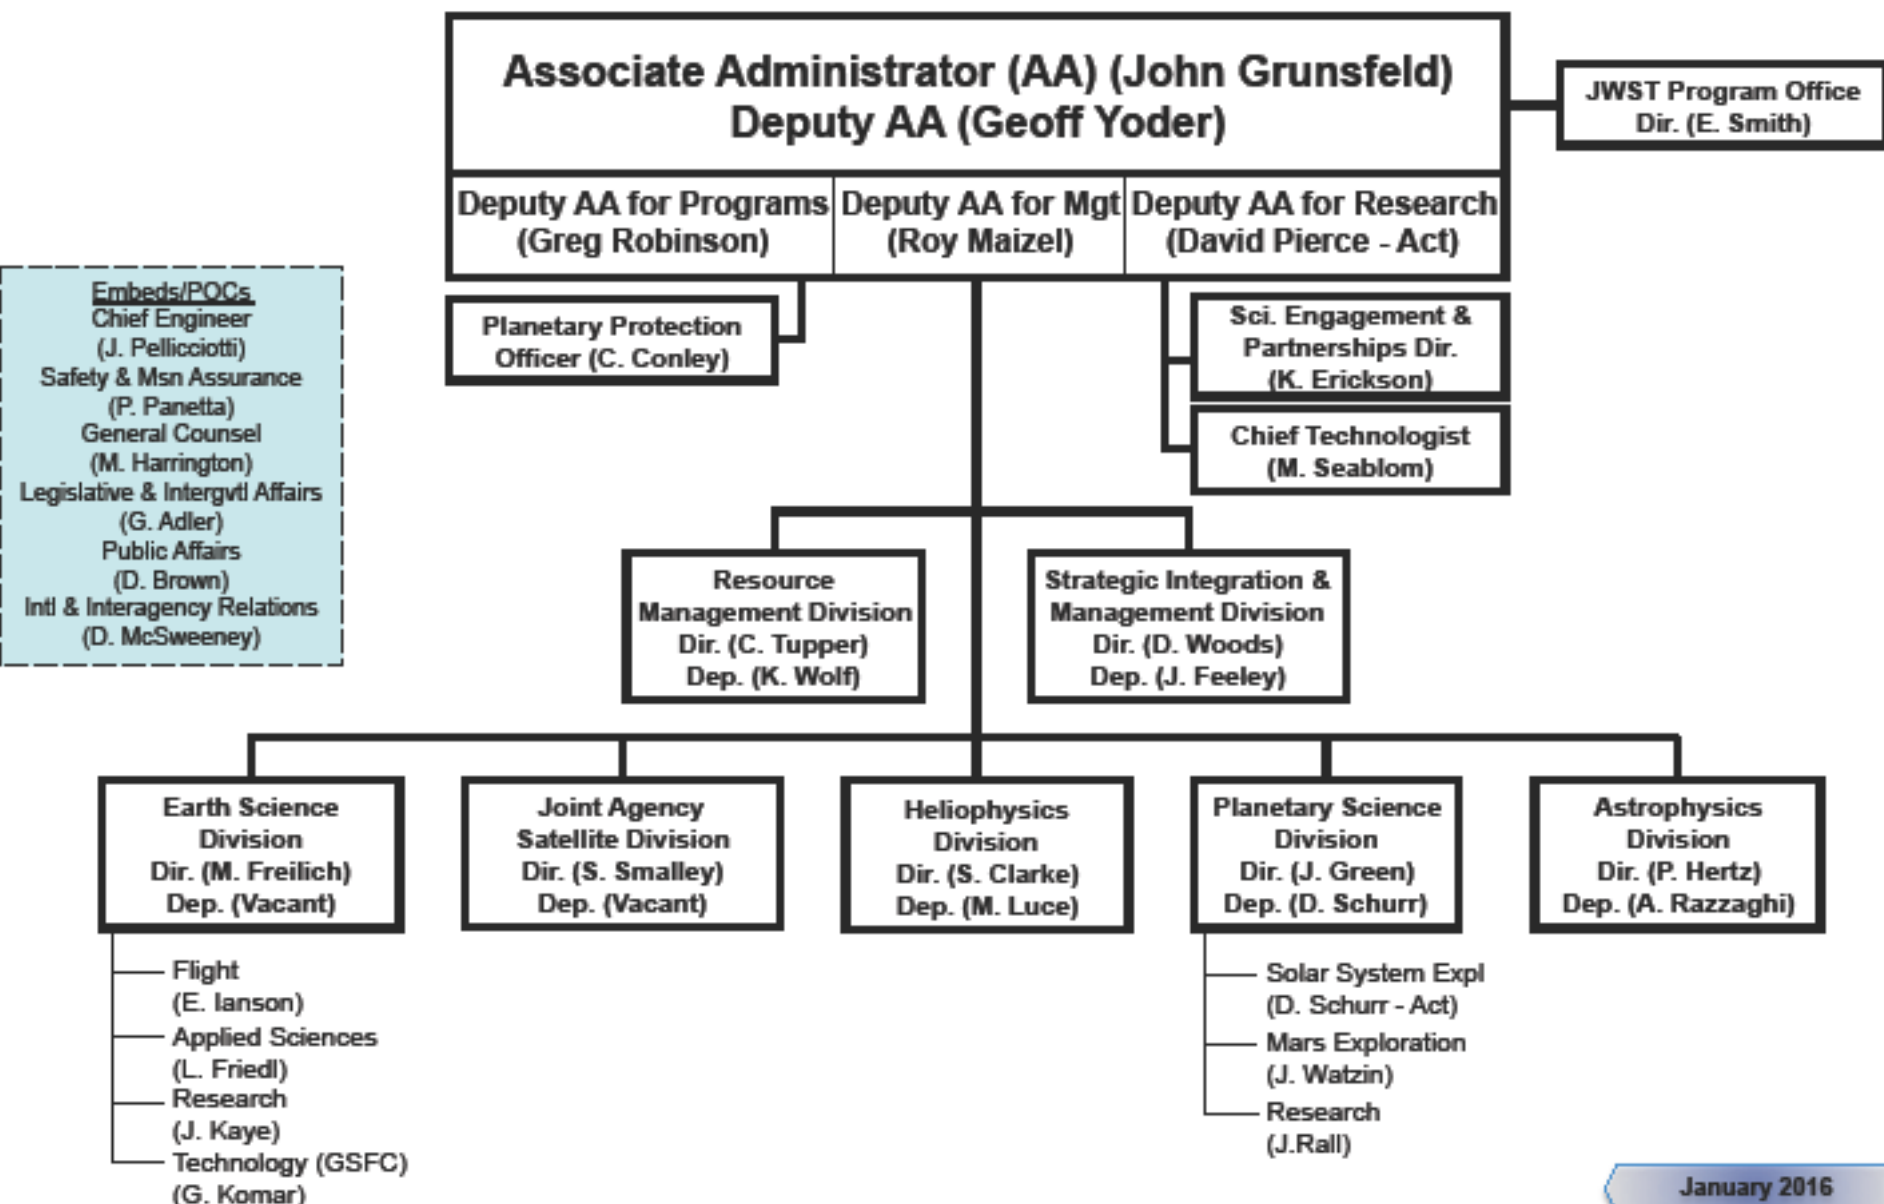 Associate Administrator (AA) (John Grunsfeld)
Deputy AA (Geoff Yoder)
JWST Program Office
Dir. (E. Smith)
Deputy AA for Programs
(Greg Robinson)
Deputy AA for Mgt
(Roy Maizel)
Deputy AA for Research
(David Pierce - Act)
Embeds/POCs
Chief Engineer
(J. Pellicciotti)
Safety & Msn Assurance
(P. Panetta)
General Counsel
(M. Harrington)
Legislative & Intergvtl Affairs
(G. Adler)
Public Affairs
(D. Brown)
Intl & Interagency Relations
(D. McSweeney)
Planetary Protection
Officer (C. Conley)
Sci. Engagement &
Partnerships Dir.
(K. Erickson)
Chief Technologist
(M. Seablom)
Resource
Management Division
Dir. (C. Tupper)
Dep. (K. Wolf)
Strategic Integration &
Management Division
Dir. (D. Woods)
Dep. (J. Feeley)
Earth Science
Division
Dir. (M. Freilich)
Dep. (Vacant)
Joint Agency
Satellite Division
Dir. (S. Smalley)
Dep. (Vacant)
Heliophysics
Division
Dir. (S. Clarke)
Dep. (M. Luce)
Planetary Science
Division
Dir. (J. Green)
Dep. (D. Schurr)
Astrophysics
Division
Dir. (P. Hertz)
Dep. (A. Razzaghi)
Flight
(E. Ianson)
Applied Sciences
(L. Friedl)
Research
(J. Kaye)
Technology (GSFC)
(G. Komar)
Solar System Expl
(D. Schurr - Act)
Mars Exploration
(J. Watzin)
Research
(J.Rall)
January 2016